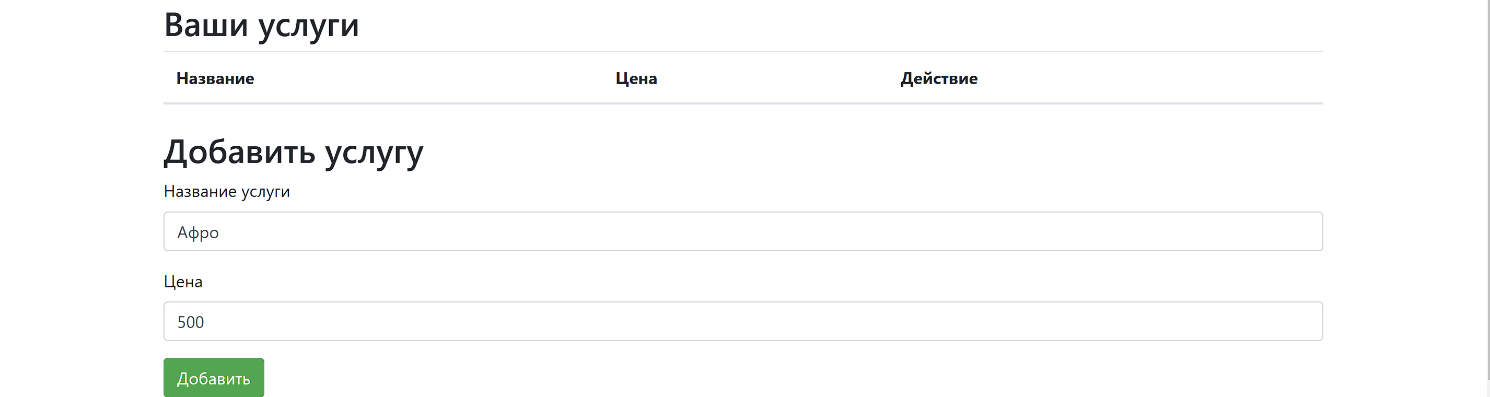 Ваши услуги
Название Цена Действие
Добавить услугу
Название услуги
Афро
Цена
500
Добавить